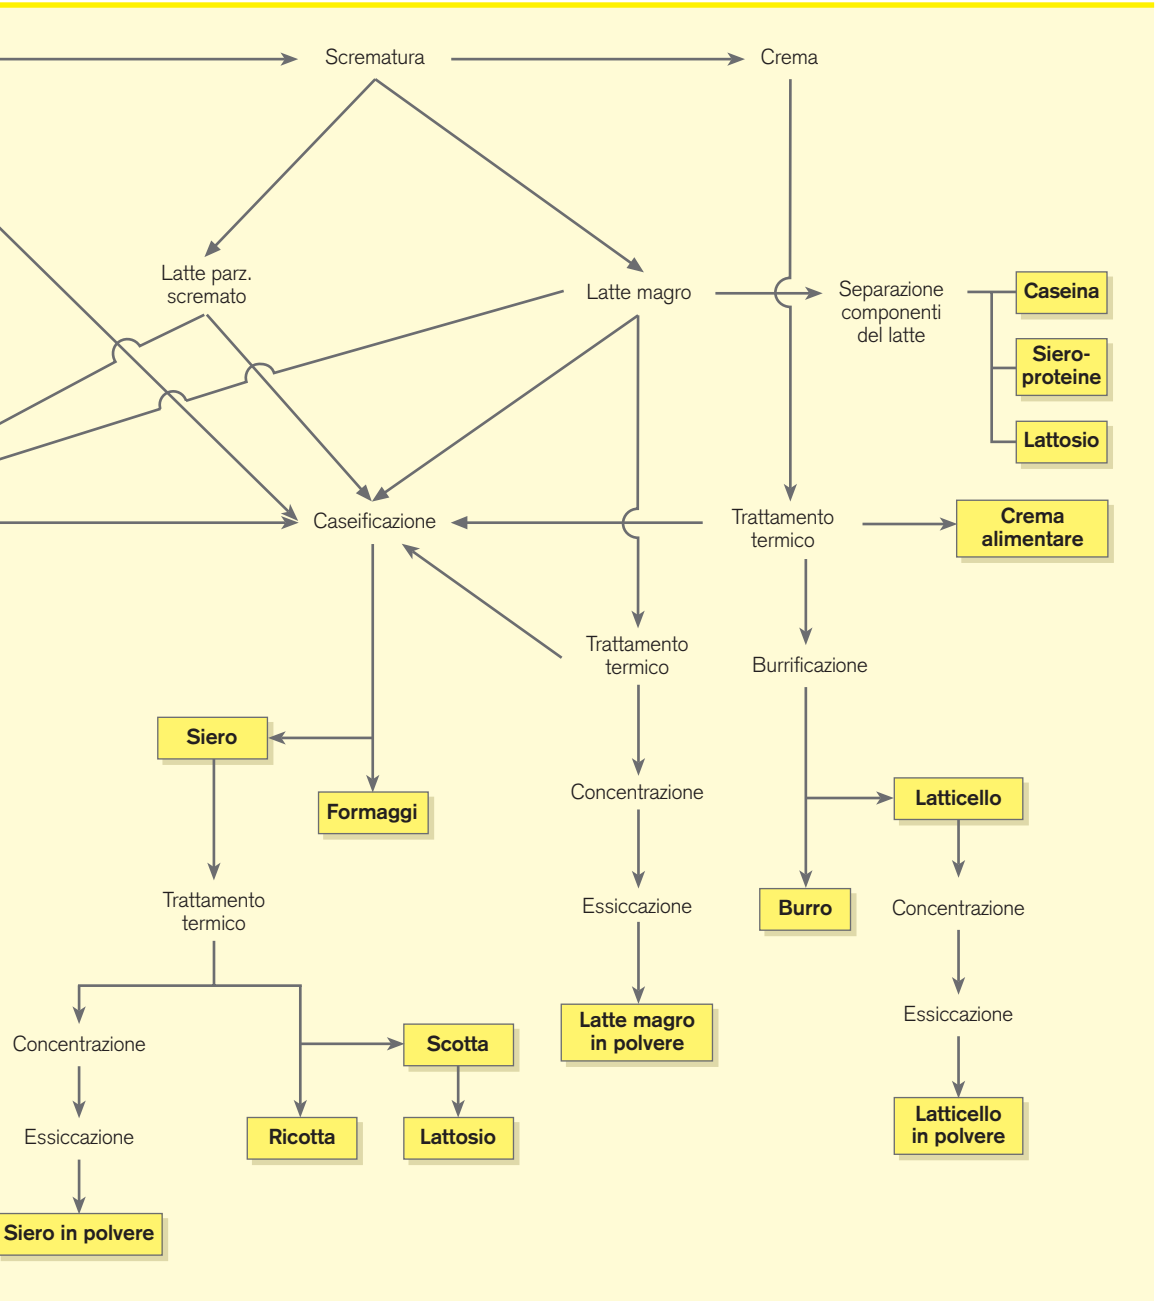 Scrematura
Crema
Latte parz.
scremato
Latte magro
Separazione
componenti
del latte
Caseina
Siero-
proteine
Lattosio
Caseificazione
Trattamento
termico
Crema
alimentare
Trattamento
termico
Burrificazione
Siero
Formaggi
Concentrazione
Latticello
Trattamento
termico
Essiccazione
Burro
Concentrazione
Concentrazione
Scotta
Latte magro
in polvere
Essiccazione
Essiccazione
Ricotta
Lattosio
Latticello
in polvere
Siero in polvere